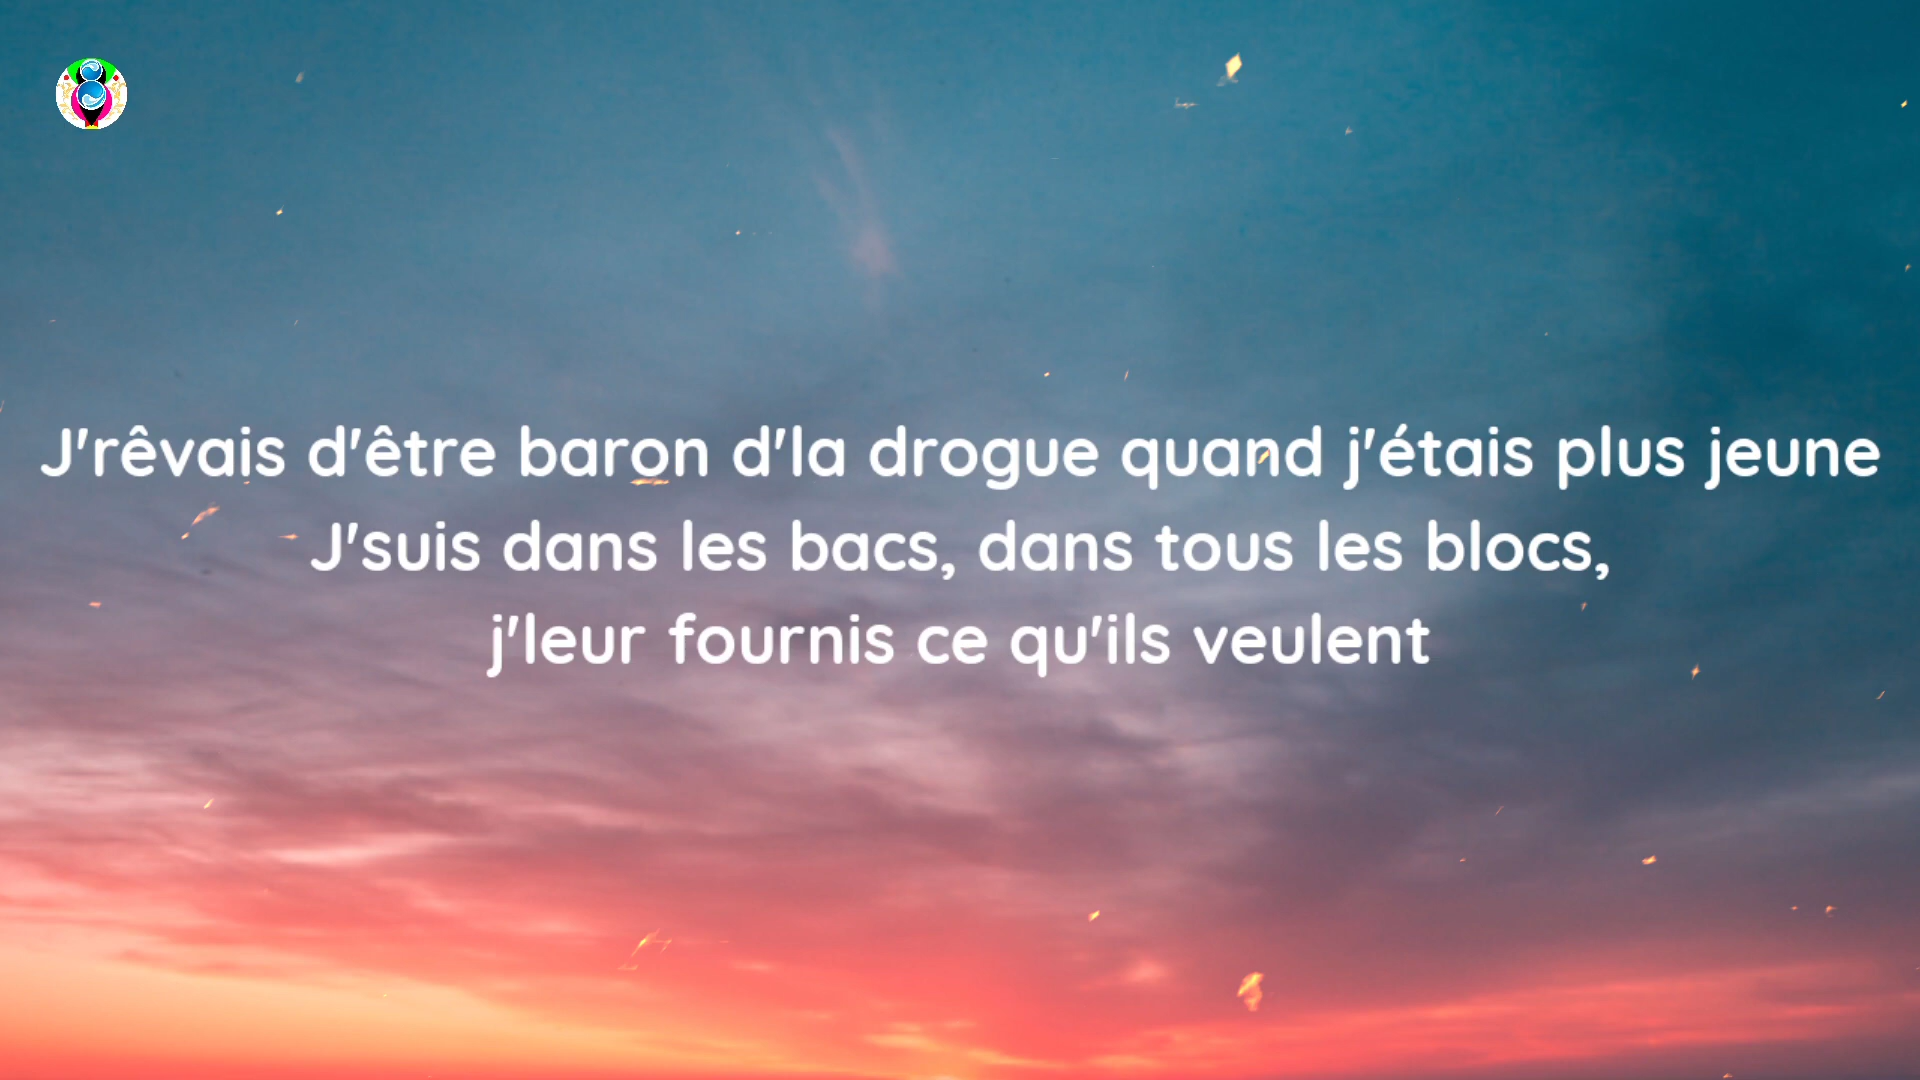 J'rêvais d'être baron d'la drogue quand j'étais plus jeune
J'suis dans les bacs, dans tous les blocs,
j'leur fournis ce qu'ils veulent